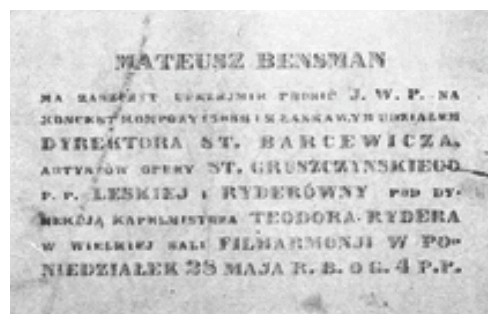 MATEUSZ BENSMAN
MA ZASZCZYT UPRZEJMIE PROSIĆ J. W. P. NA
KONCERT KOMPOZYTORSKI Z ŁASKAWYM UDZIAŁEM
DYREKTORA ST. BARCEWICZA,
ARTYSTÓW OPERY ST. GRUSZCZYŃSKIEGO
P. P. LESKIEJ I RYDERÓWNY POD DY-
REKCJĄ KAPELMISTRZA TEODORA RYDERA
W WIELKIEJ SALI FILHARMONJI W PO-
NIEDZIAŁEK 28 MAJA R. B. O G. 4 P.P.